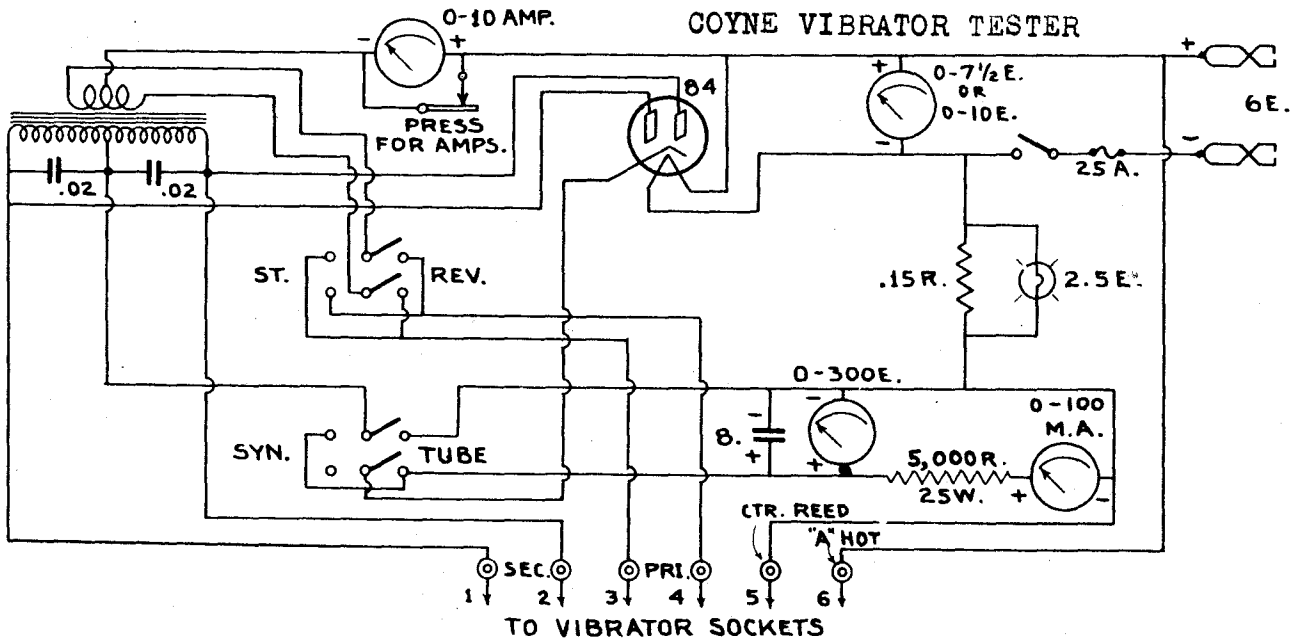 COYNE VIBRATOR TESTER
0-10 AMP.
- +
PRESS
FOR AMPS.
84
+
0-7½E.
OR
0-10E.
-
+
6E.
-
25 A.
.02 .02
ST. REV.
.15R. 2.5E.
0-300E.
-
+
8.
-
+
0-100
M.A.
SYN. TUBE
5,000R.
25W.
+ -
CTR. REED
"A" HOT
SEC. PRI.
1 2 3 4 5 6
TO VIBRATOR SOCKETS